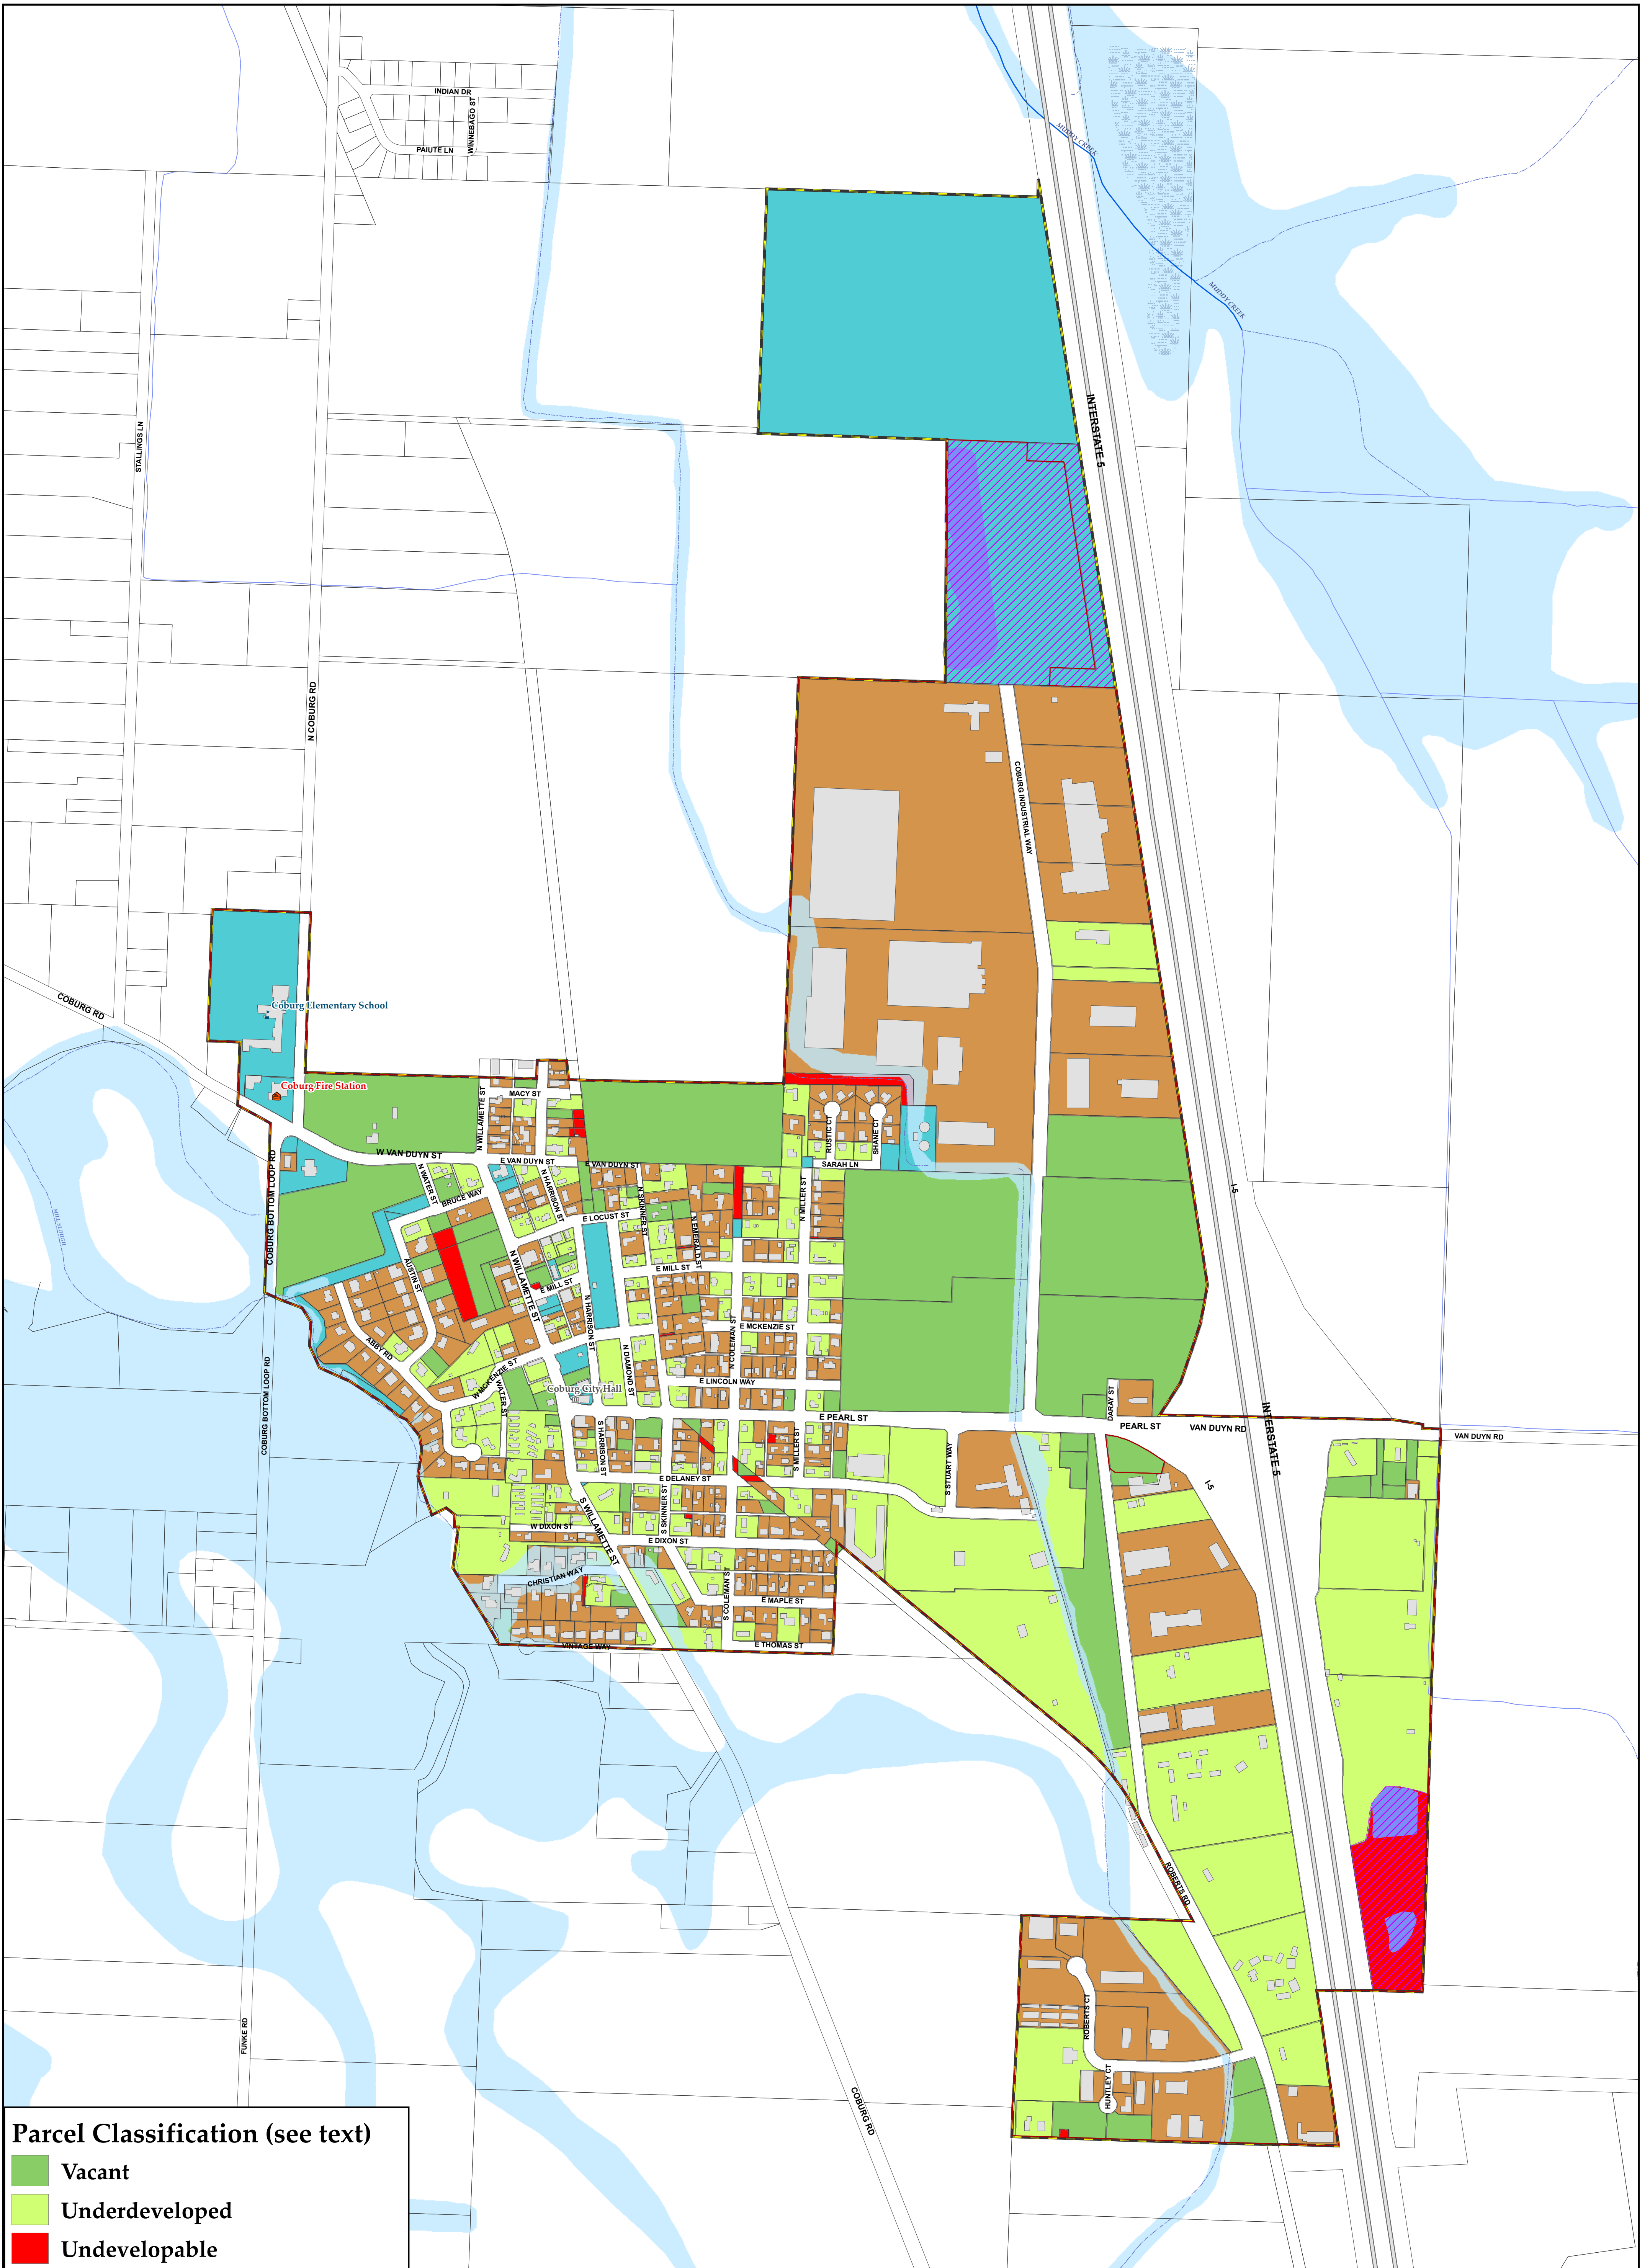 INDIAN DR
WINNEBAGO ST
PAIUTE LN
MUDDY CREEK
MUDDY CREEK
INTERSTATE 5
STALLINGS LN
N COBURG RD
COBURG INDUSTRIAL WAY
COBURG RD
Coburg Elementary School
Coburg Fire Station
MACY ST
N WILLAMETTE ST
W VAN DUYN ST
E VAN DUYN ST
E VAN DUYN ST
RUSTIC CT
SHANE CT
SARAH LN
COBURG BOTTOM LOOP RD
MILL SLOUGH
N WATER ST
BRUCE WAY
N HARRISON ST
N SKINNER ST
E LOCUST ST
N EMERALD ST
N MILLER ST
I-5
AUSTIN ST
N WILLAMETTE ST
E MILL ST
E MILL ST
N HARRISON ST
E MCKENZIE ST
ABBY RD
N DIAMOND ST
N COLEMAN ST
W MCKENZIE ST
WATER ST
E LINCOLN WAY
Coburg City Hall
COBURG BOTTOM LOOP RD
E PEARL ST
DARAY ST
PEARL ST
VAN DUYN RD
INTERSTATE 5
VAN DUYN RD
S HARRISON ST
S MILLER ST
S STUART WAY
E DELANEY ST
I-5
S SKINNER ST
S WILLAMETTE ST
W DIXON ST
E DIXON ST
CHRISTIAN WAY
S COLEMAN ST
E MAPLE ST
VINTAGE WAY
E THOMAS ST
ROBERTS RD
ROBERTS CT
FUNKE RD
HUNTLEY CT
COBURG RD
Parcel Classification (see text)
Vacant
Underdeveloped
Undevelopable